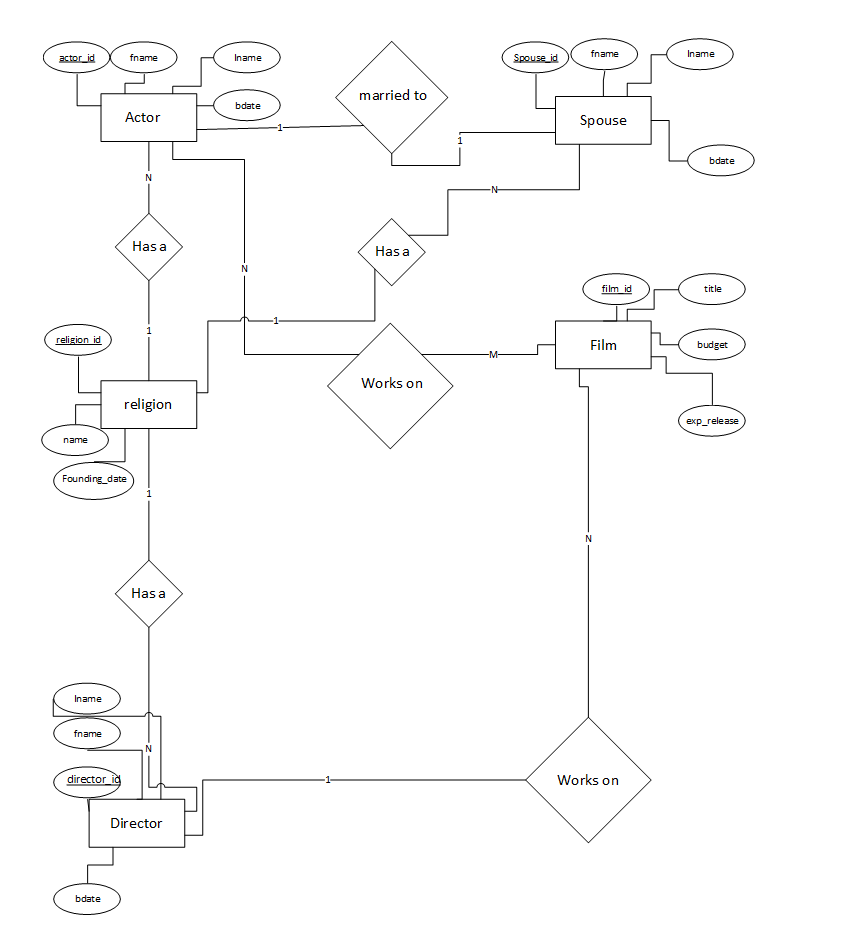 actor_id
fname
lname
bdate
Actor
married to
1
1
Spouse_id
fname
lname
Spouse
bdate
N
N
Has a
Has a
N
1
1
film_id
title
Film
budget
exp_release
M
Works on
religion_id
religion
name
Founding_date
1
N
Has a
lname
fname
N
director_id
Director
bdate
1
Works on